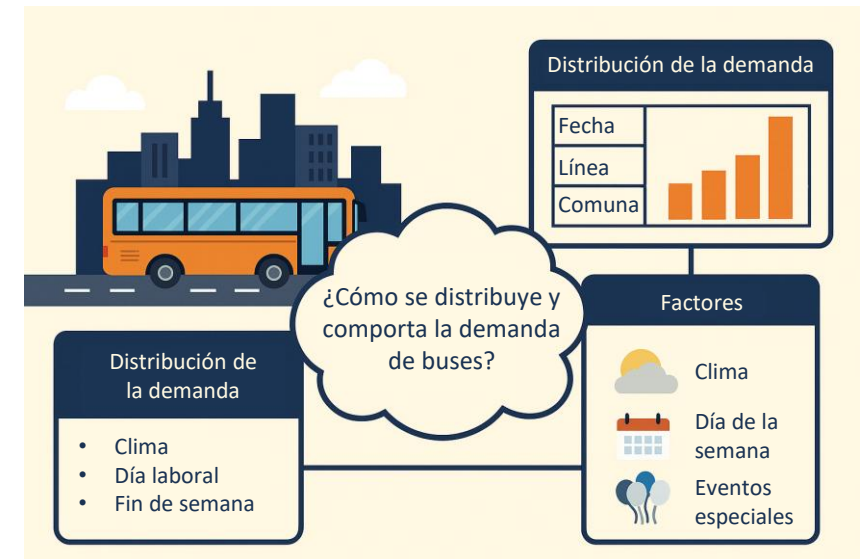 Distribución de la demanda
Fecha
Línea
Comuna
¿Cómo se distribuye y
comporta la demanda
de buses?
Factores
Clima
Día de la
semana
Eventos
especiales
Distribución de
la demanda
• Clima
• Día laboral
• Fin de semana